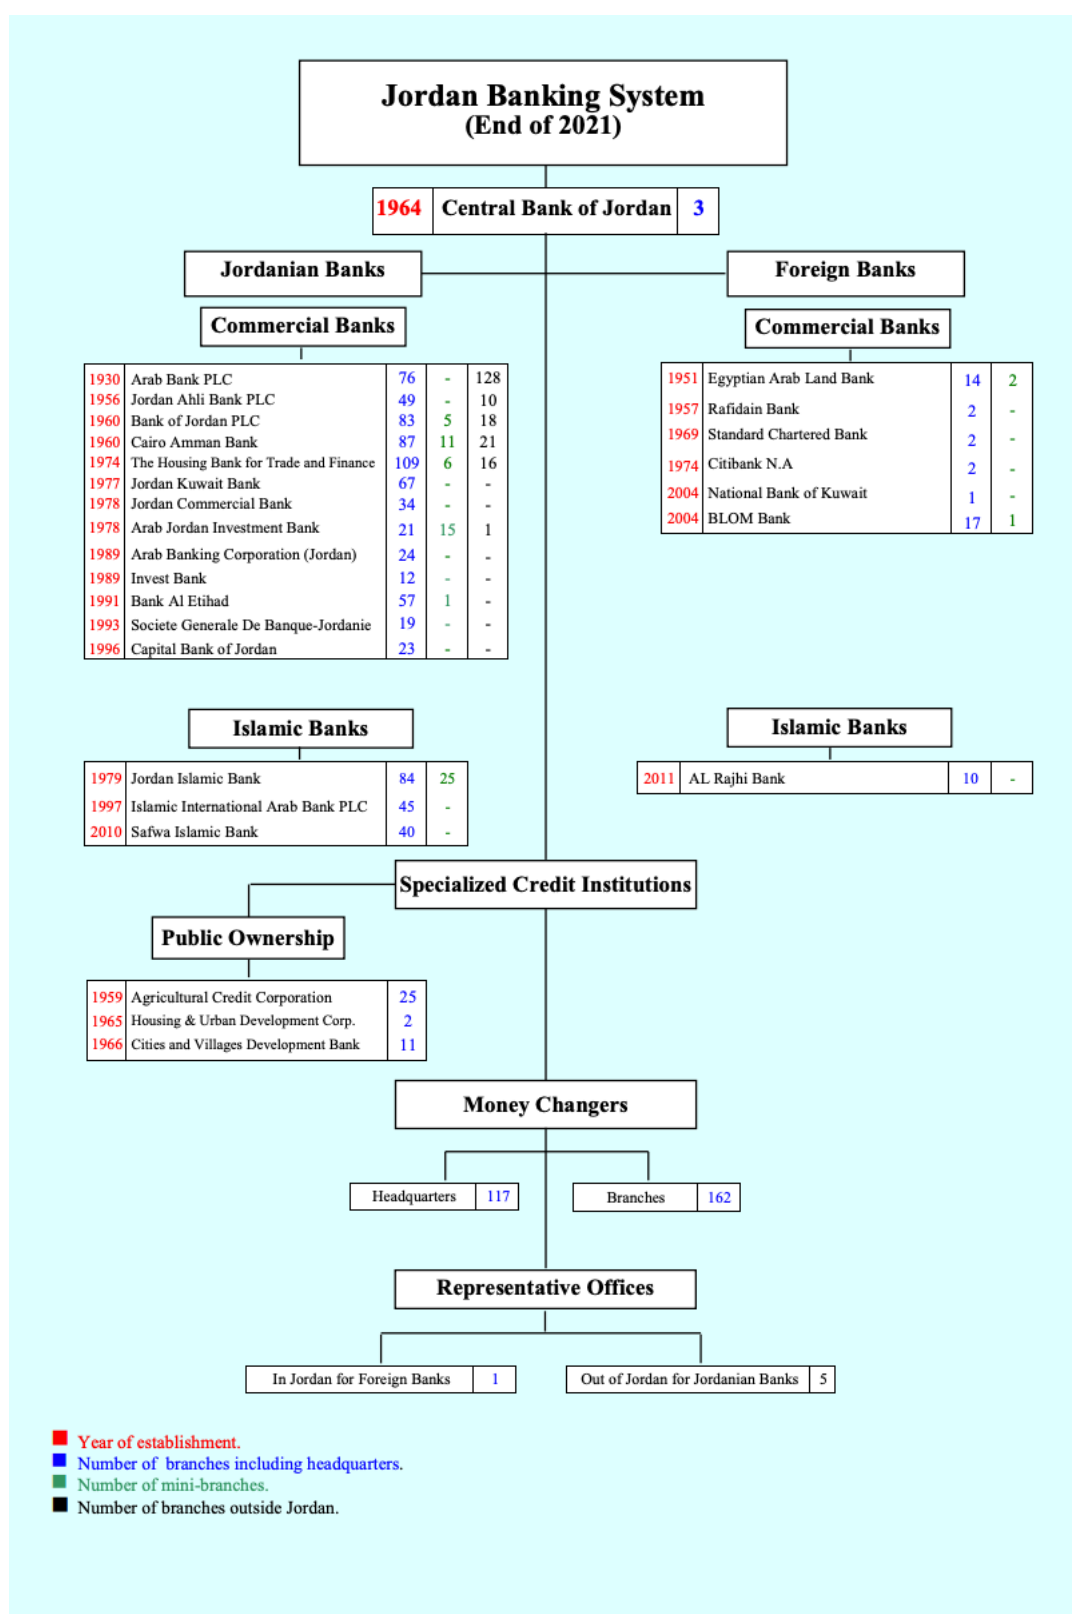 Jordan Banking System
(End of 2021)
1964 Central Bank of Jordan 3
Jordanian Banks
Foreign Banks
Commercial Banks
1930 Arab Bank PLC 76 - 128
1956 Jordan Ahli Bank PLC 49 - 10
1960 Bank of Jordan PLC 83 5 18
1960 Cairo Amman Bank 87 11 21
1974 The Housing Bank for Trade and Finance 109 6 16
1977 Jordan Kuwait Bank 67 - -
1978 Jordan Commercial Bank 34 - -
1978 Arab Jordan Investment Bank 21 15 1
1989 Arab Banking Corporation (Jordan) 24 - -
1989 Invest Bank 12 - -
1991 Bank Al Etihad 57 1 -
1993 Societe Generale De Banque-Jordanie 19 - -
1996 Capital Bank of Jordan 23 - -
Commercial Banks
1951 Egyptian Arab Land Bank 14 2
1957 Rafidain Bank 2 -
1969 Standard Chartered Bank 2 -
1974 Citibank N.A 2 -
2004 National Bank of Kuwait 1 -
2004 BLOM Bank 17 1
Islamic Banks
1979 Jordan Islamic Bank 84 25
1997 Islamic International Arab Bank PLC 45 -
2010 Safwa Islamic Bank 40 -
Islamic Banks
2011 AL Rajhi Bank 10 -
Specialized Credit Institutions
Public Ownership
1959 Agricultural Credit Corporation 25
1965 Housing & Urban Development Corp. 2
1966 Cities and Villages Development Bank 11
Money Changers
Headquarters 117
Branches 162
Representative Offices
In Jordan for Foreign Banks 1
Out of Jordan for Jordanian Banks 5
Year of establishment.
Number of branches including headquarters.
Number of mini-branches.
Number of branches outside Jordan.